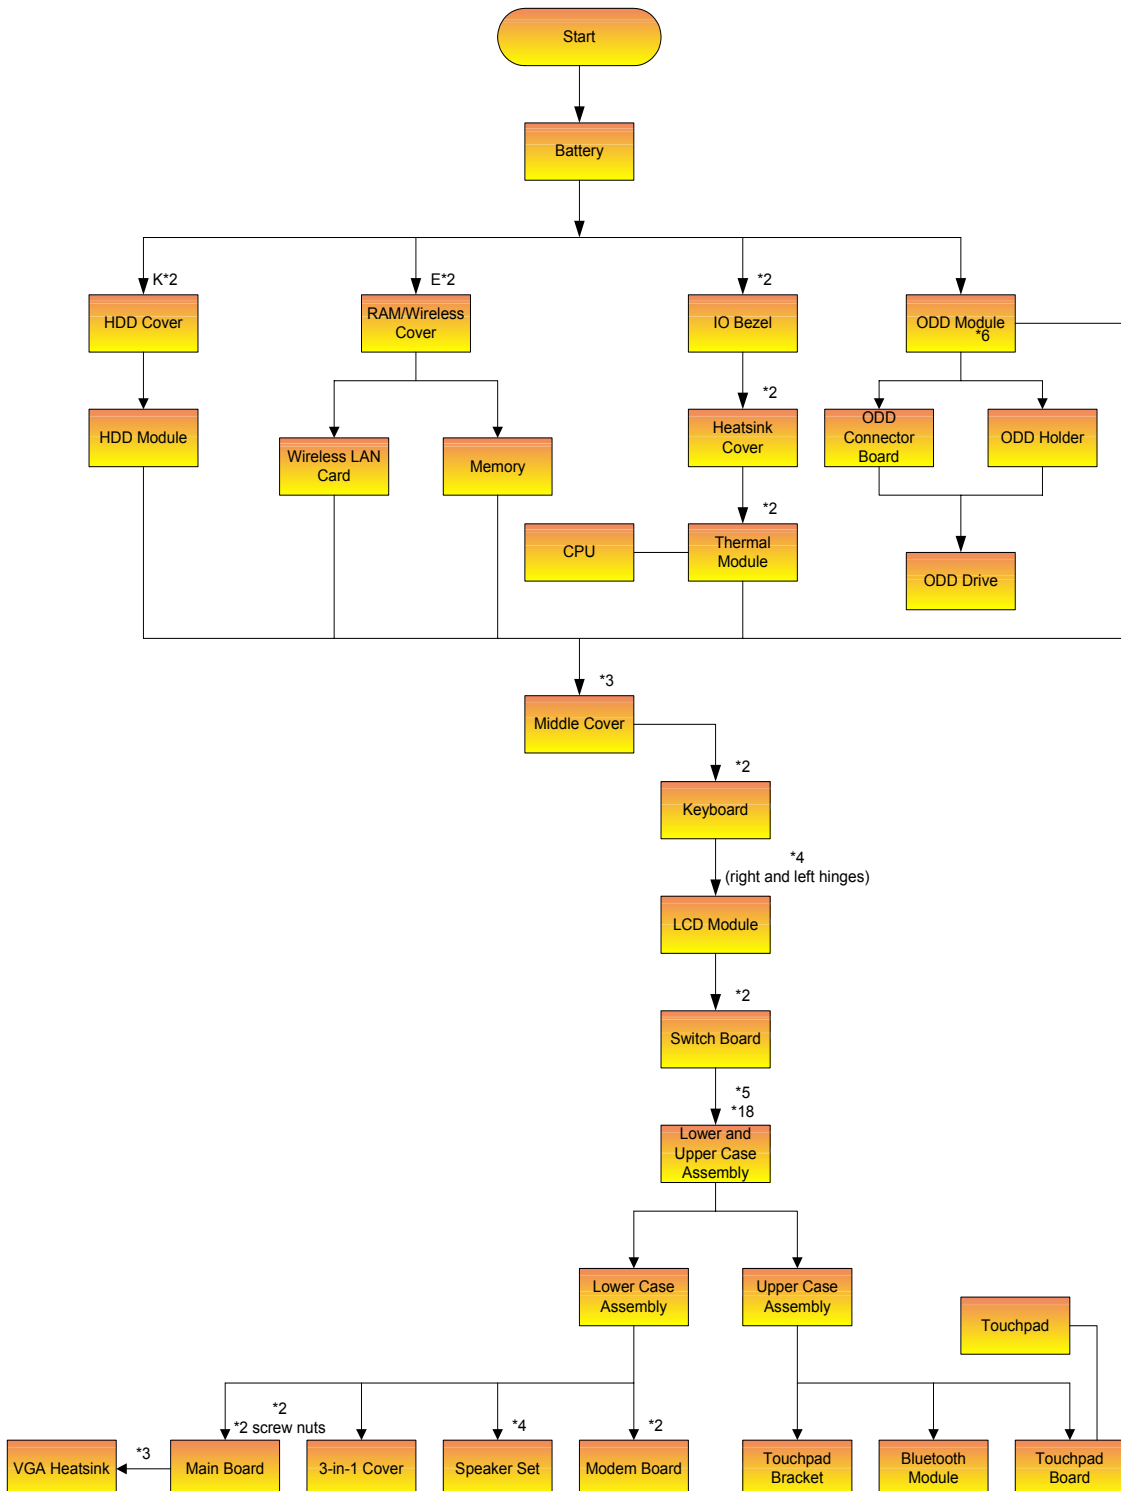 Start
Battery
K*2
E*2
*2
HDD Cover
RAM/Wireless
Cover
IO Bezel
ODD Module
*6
*2
HDD Module
Wireless LAN
Card
Memory
Heatsink
Cover
ODD
Connector
Board
ODD Holder
*2
CPU
Thermal
Module
ODD Drive
*3
Middle Cover
*2
Keyboard
*4
(right and left hinges)
LCD Module
*2
Switch Board
*5
*18
Lower and
Upper Case
Assembly
Lower Case
Assembly
Upper Case
Assembly
Touchpad
*2
*2 screw nuts
*4
*2
*3
VGA Heatsink
Main Board
3-in-1 Cover
Speaker Set
Modem Board
Touchpad
Bracket
Bluetooth
Module
Touchpad
Board